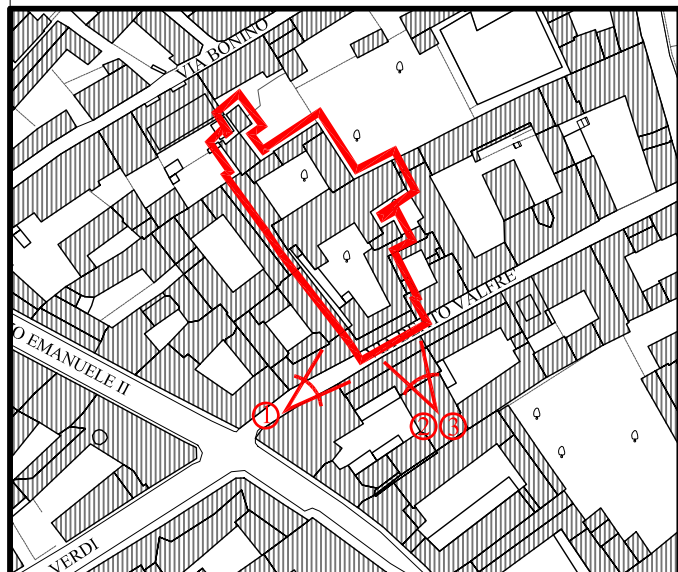 VIA BONINO
TO VALFRE
O EMANUELE II
1
2 3
VERDI